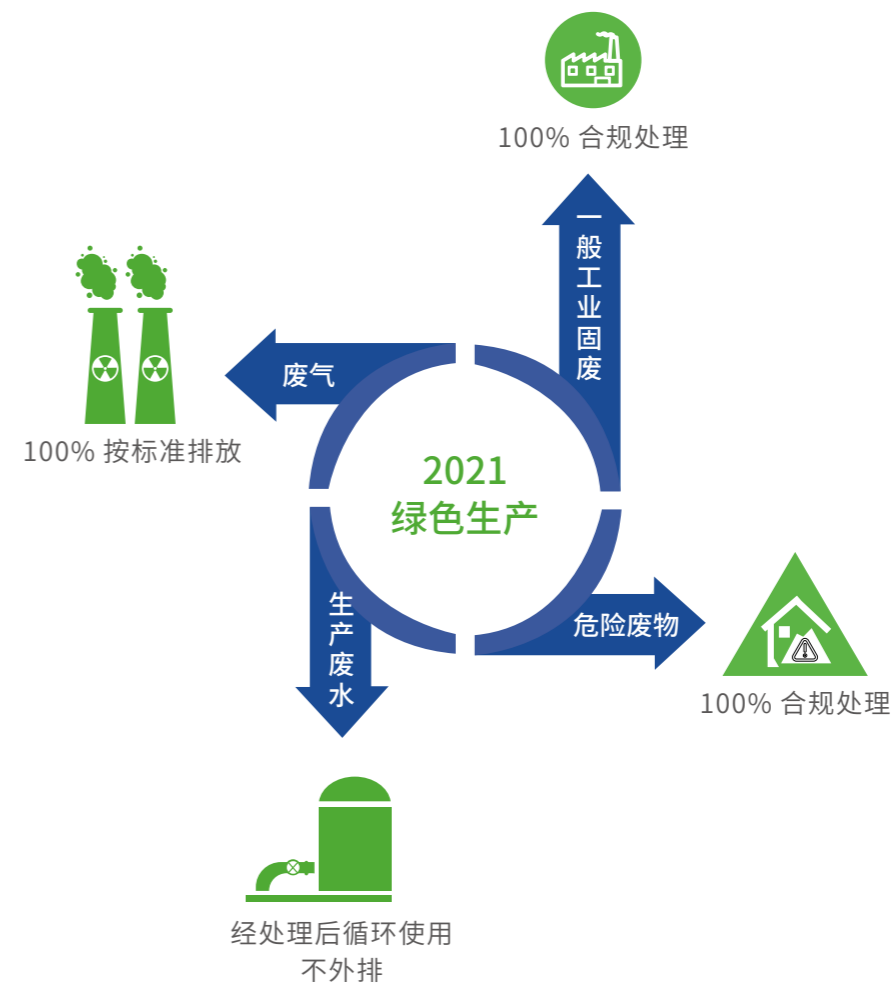 100% 合规处理
一般工业固废
废气
100% 按标准排放
2021
绿色生产
生产废水
危险废物
100% 合规处理
经处理后循环使用
不外排